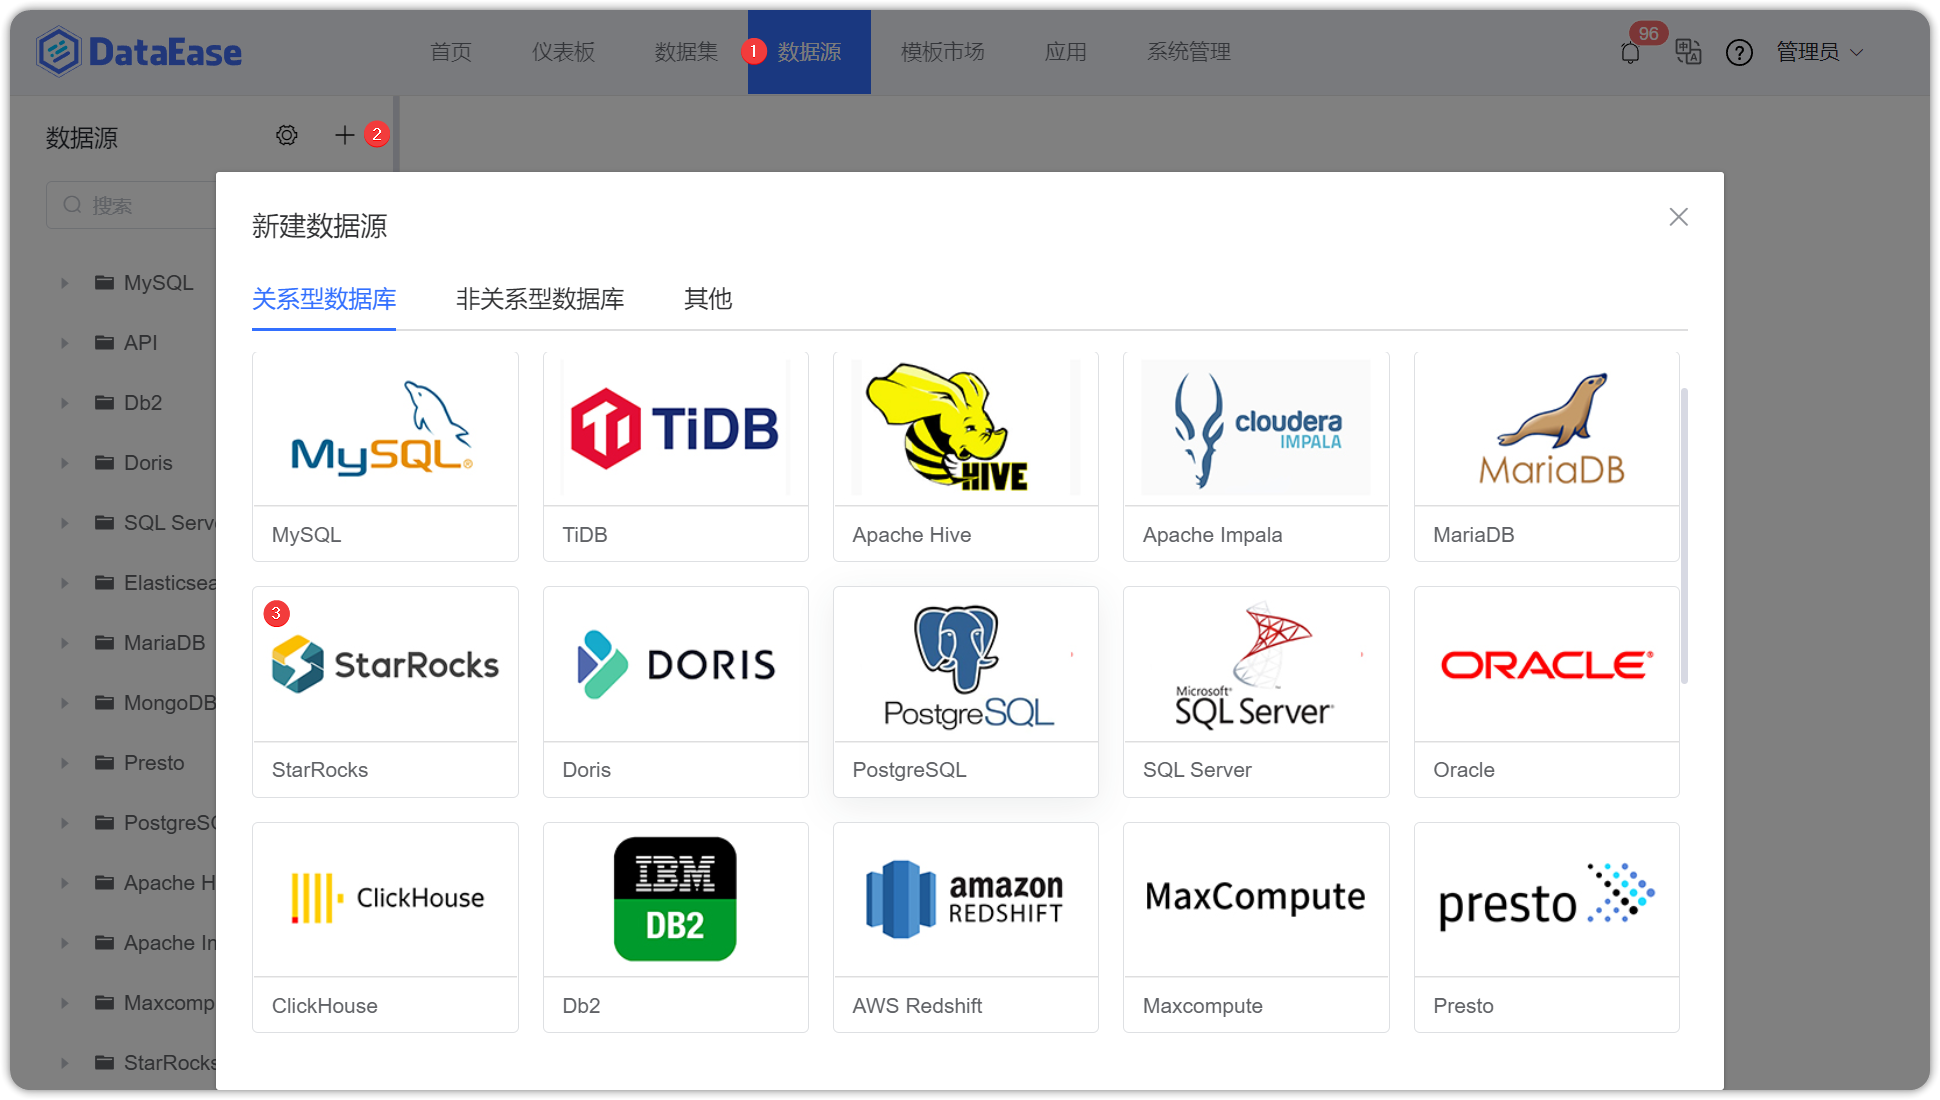 DataEase
首页
仪表板
数据集
1
数据源
模板市场
应用
系统管理
96
中 A
?
管理员
数据源
2
搜索
MySQL
API
Db2
Doris
SQL Serv
Elasticsea
MariaDB
MongoDB
Presto
PostgreSQ
Apache H
Apache Im
Maxcomp
StarRocks
新建数据源
关系型数据库
非关系型数据库
其他
MySQL®
MySQL
TiDB
TiDB
HIVE
Apache Hive
cloudera
IMPALA
Apache Impala
MariaDB
MariaDB
3
StarRocks
StarRocks
DORIS
Doris
PostgreSQL
PostgreSQL
Microsoft®
SQL Server®
SQL Server
ORACLE®
Oracle
ClickHouse
ClickHouse
IBM
DB2
Db2
amazon
REDSHIFT
AWS Redshift
MaxCompute
Maxcompute
presto
Presto